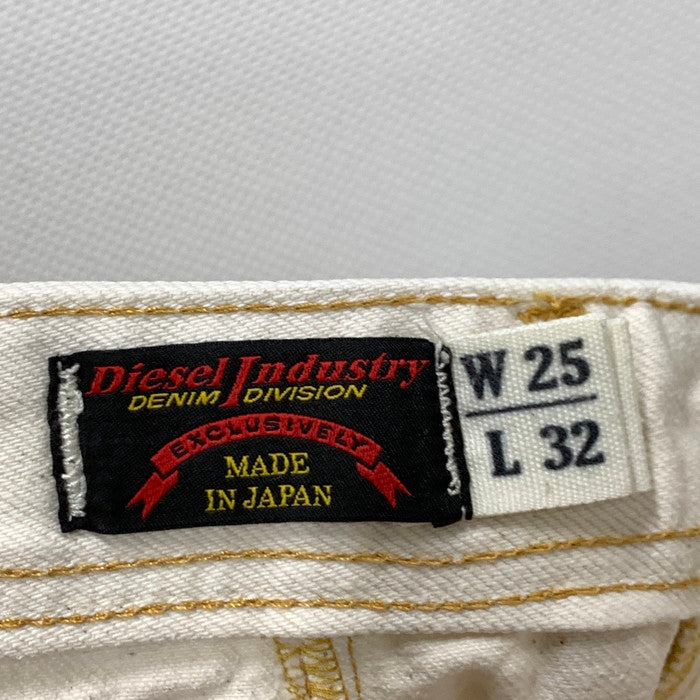 Diesel Industry
DENIM DIVISION
EXCLUSIVELY
MADE
IN JAPAN
W 25
L 32